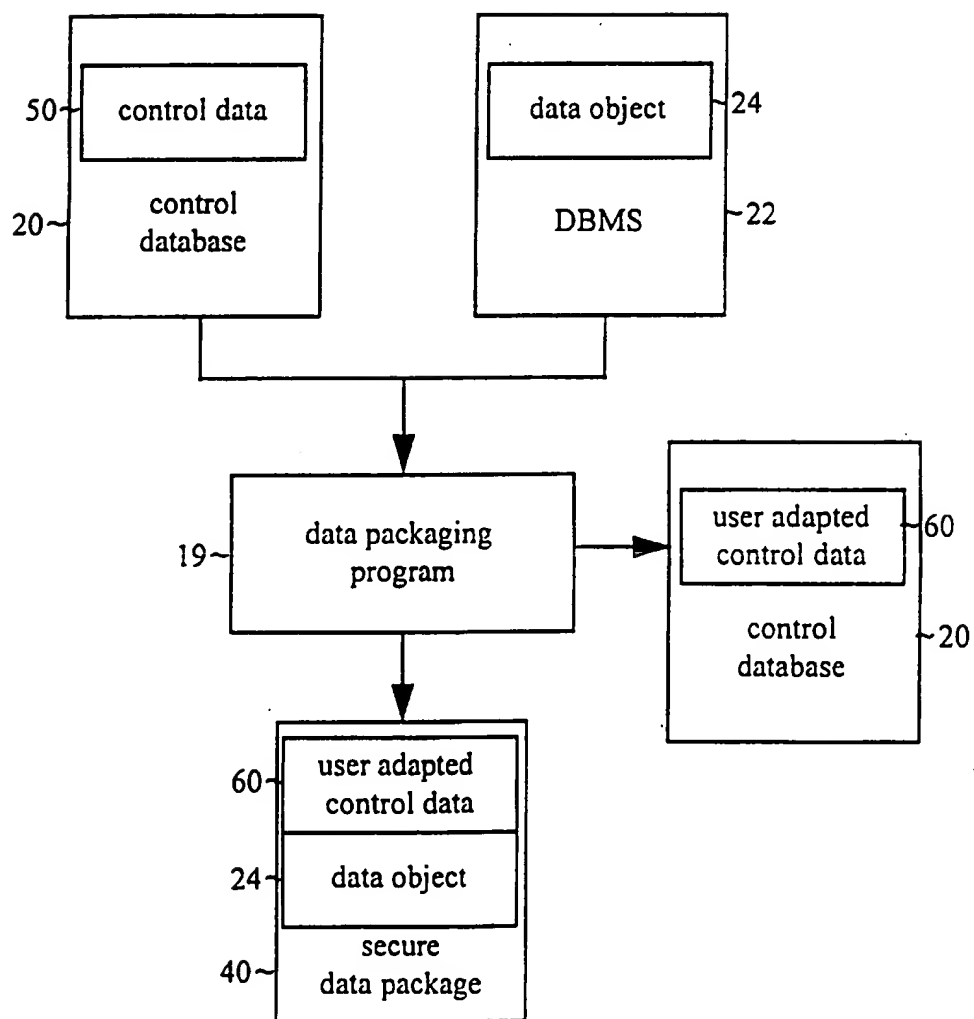 50 control data
data object 24
20 control
database
DBMS 22
19 data packaging
program
user adapted 60
control data
control 20
database
60 user adapted
control data
24 data object
secure
40 data package